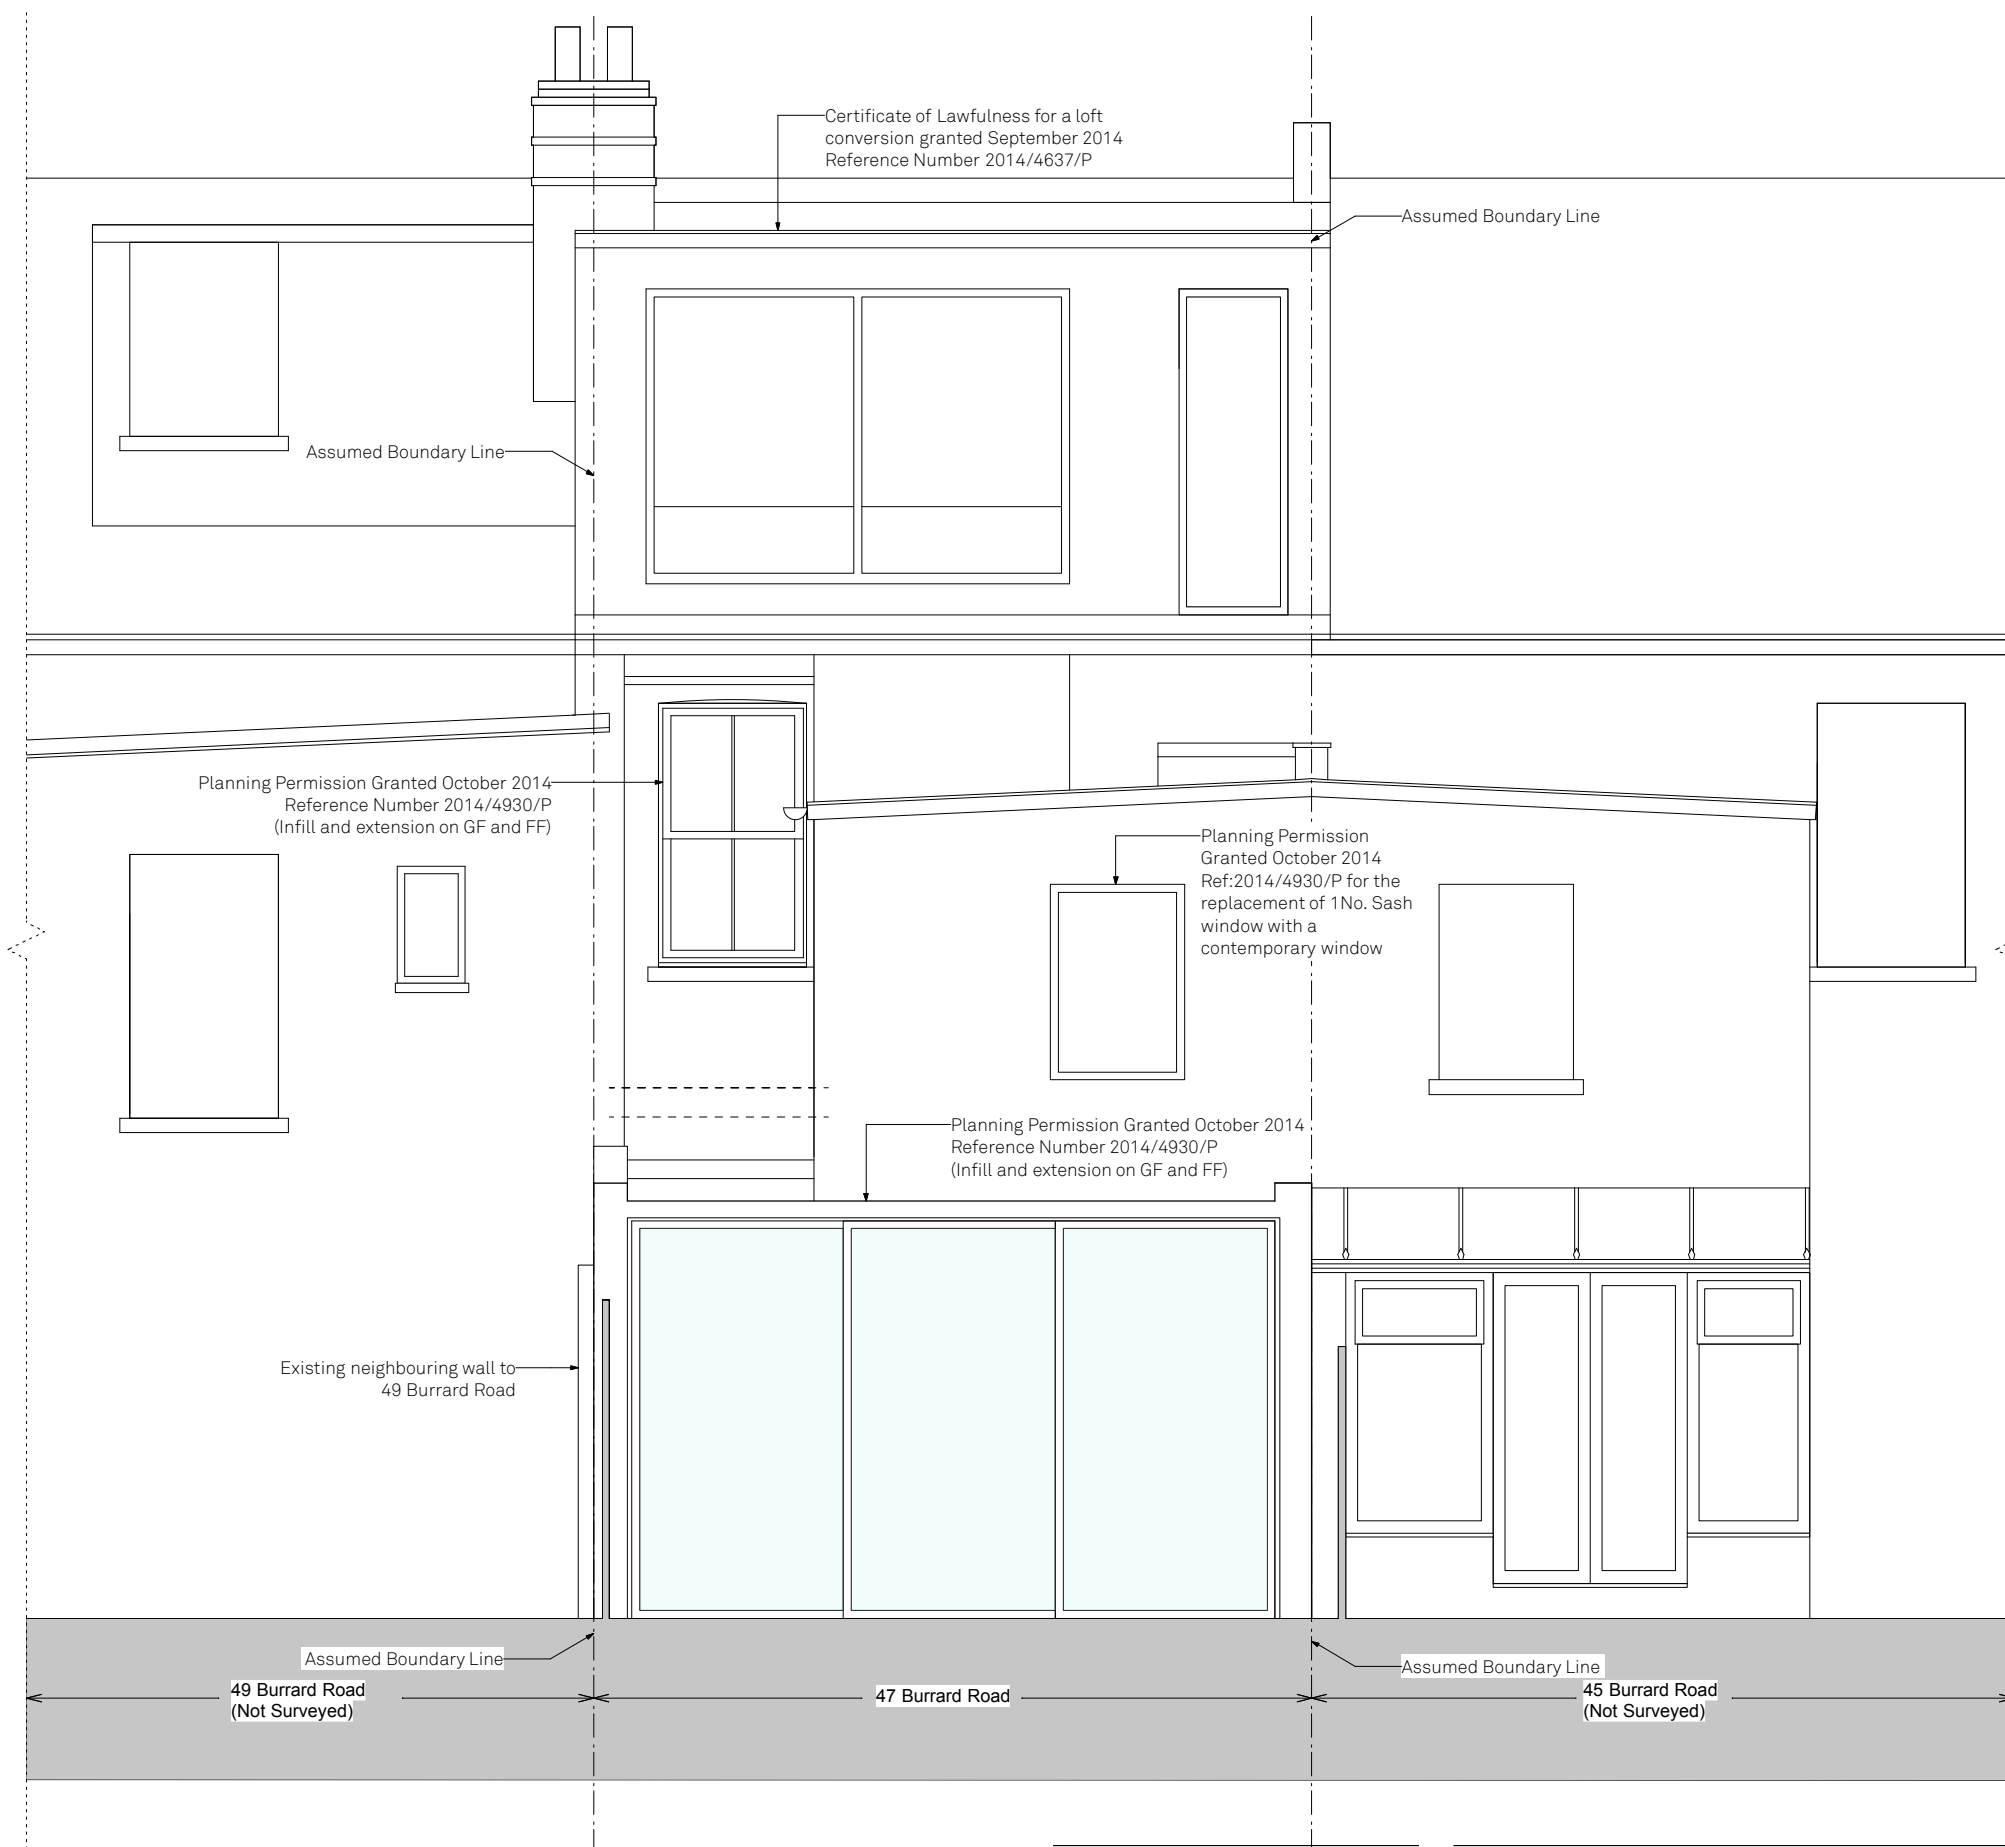 Certificate of Lawfulness for a loft
conversion granted September 2014
Reference Number 2014/4637/P
Assumed Boundary Line
Assumed Boundary Line
Planning Permission Granted October 2014
Reference Number 2014/4930/P
(Infill and extension on GF and FF)
Planning Permission
Granted October 2014
Ref:2014/4930/P for the
replacement of 1No. Sash
window with a
contemporary window
Planning Permission Granted October 2014
Reference Number 2014/4930/P
(Infill and extension on GF and FF)
Existing neighbouring wall to
49 Burrard Road
Assumed Boundary Line
Assumed Boundary Line
49 Burrard Road
(Not Surveyed)
47 Burrard Road
45 Burrard Road
(Not Surveyed)